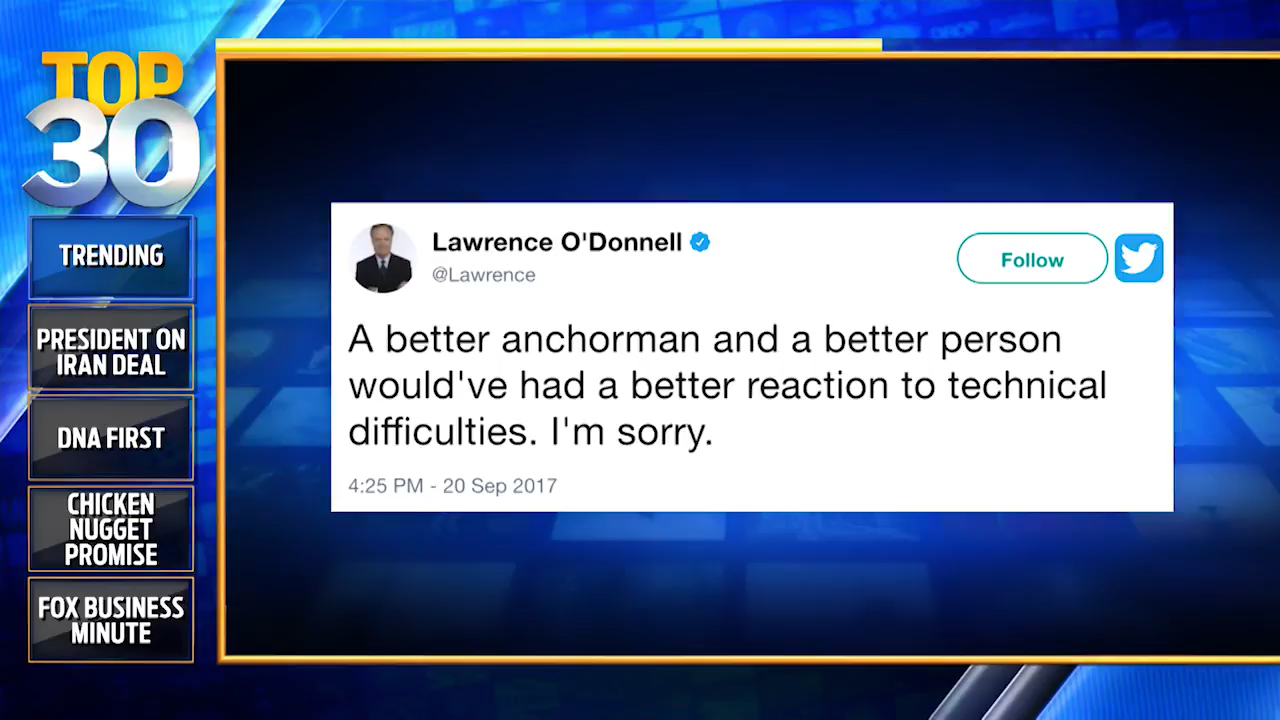 TOP
30
TRENDING
PRESIDENT ON
IRAN DEAL
DNA FIRST
CHICKEN
NUGGET
PROMISE
FOX BUSINESS
MINUTE
Lawrence O'Donnell
@Lawrence
Follow
A better anchorman and a better person
would've had a better reaction to technical
difficulties. I'm sorry.
4:25 PM - 20 Sep 2017